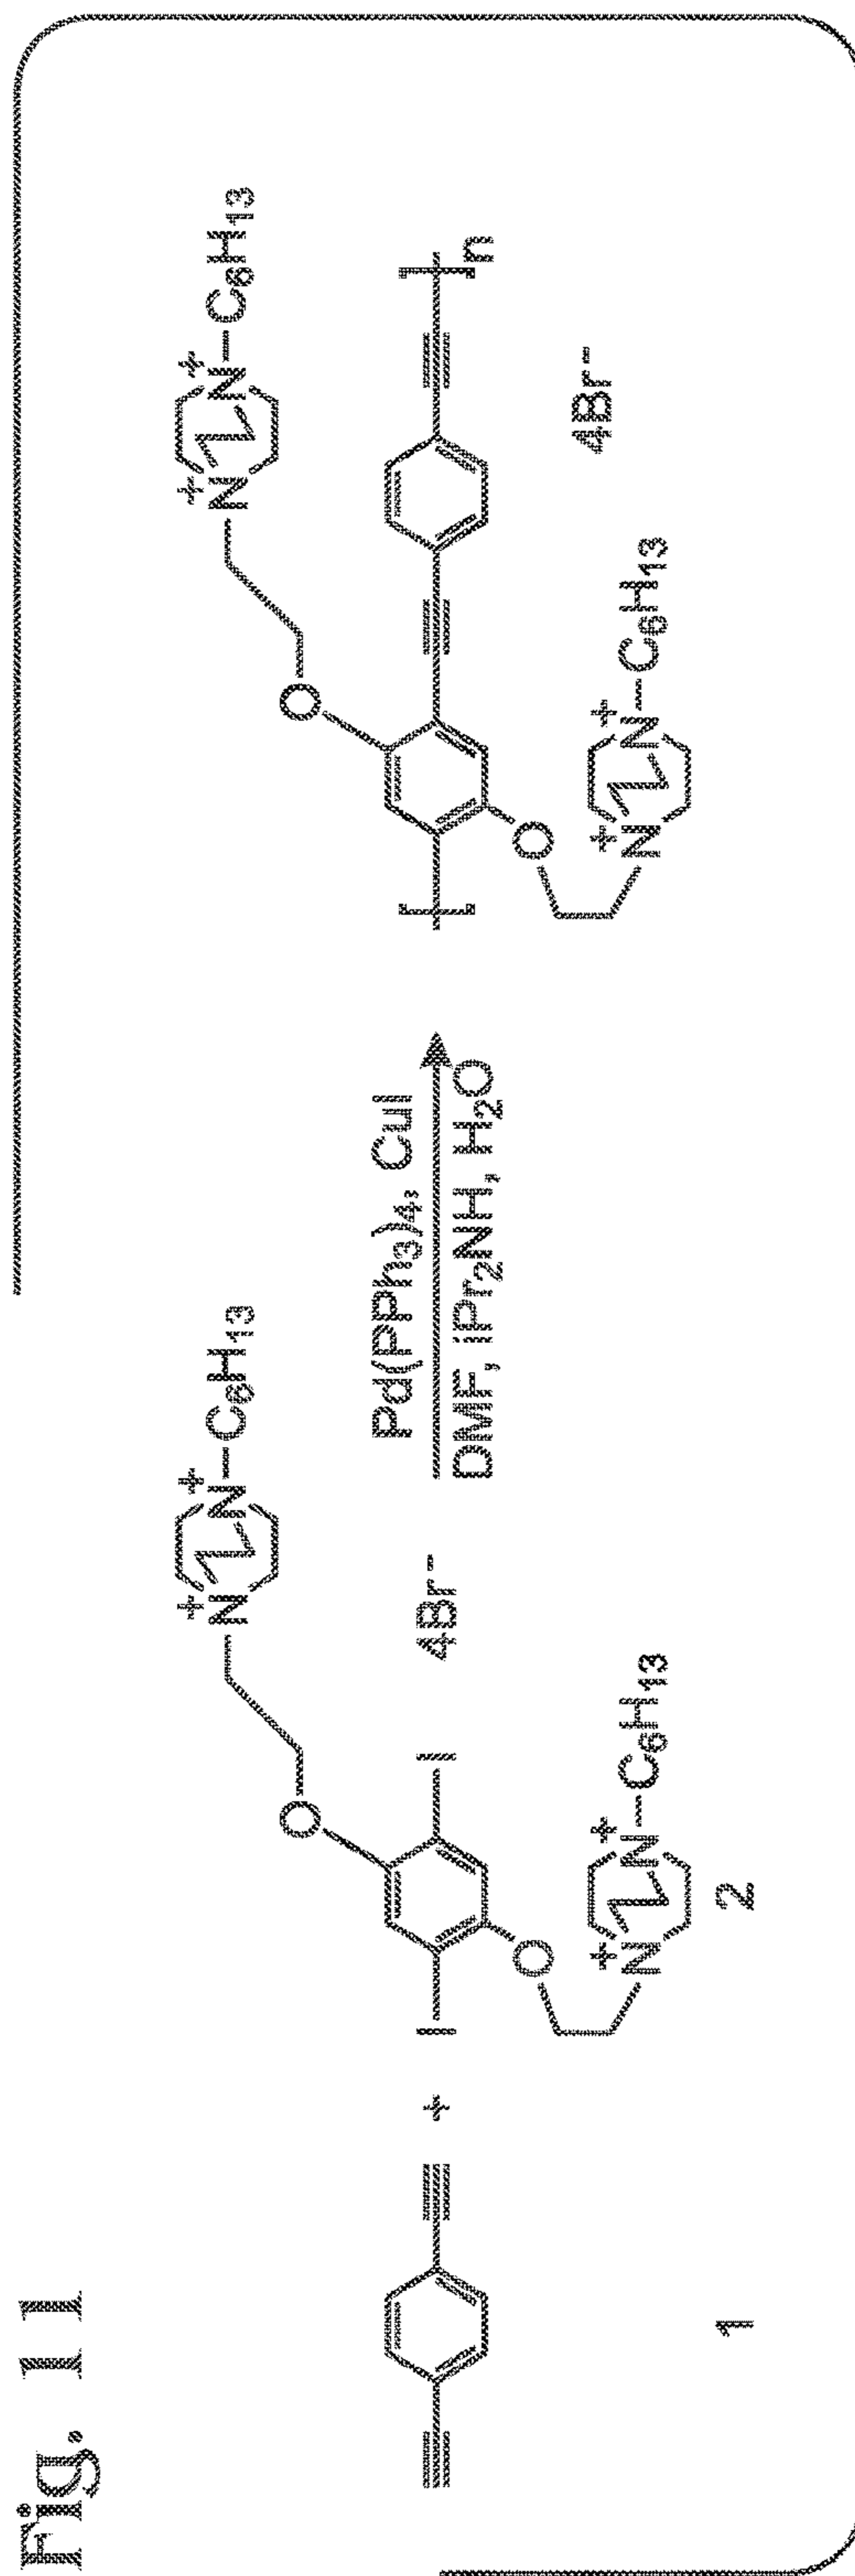 Fig. 11
N+ N+ –C6H13
O
I I 4Br–
O
N+ N+ –C6H13
+
1
2
Pd(PPh3)4, CuI
DMF, iPr2NH, H2O
N+ N+ –C6H13
O
[ ]n
O
N+ N+ –C6H13
4Br–